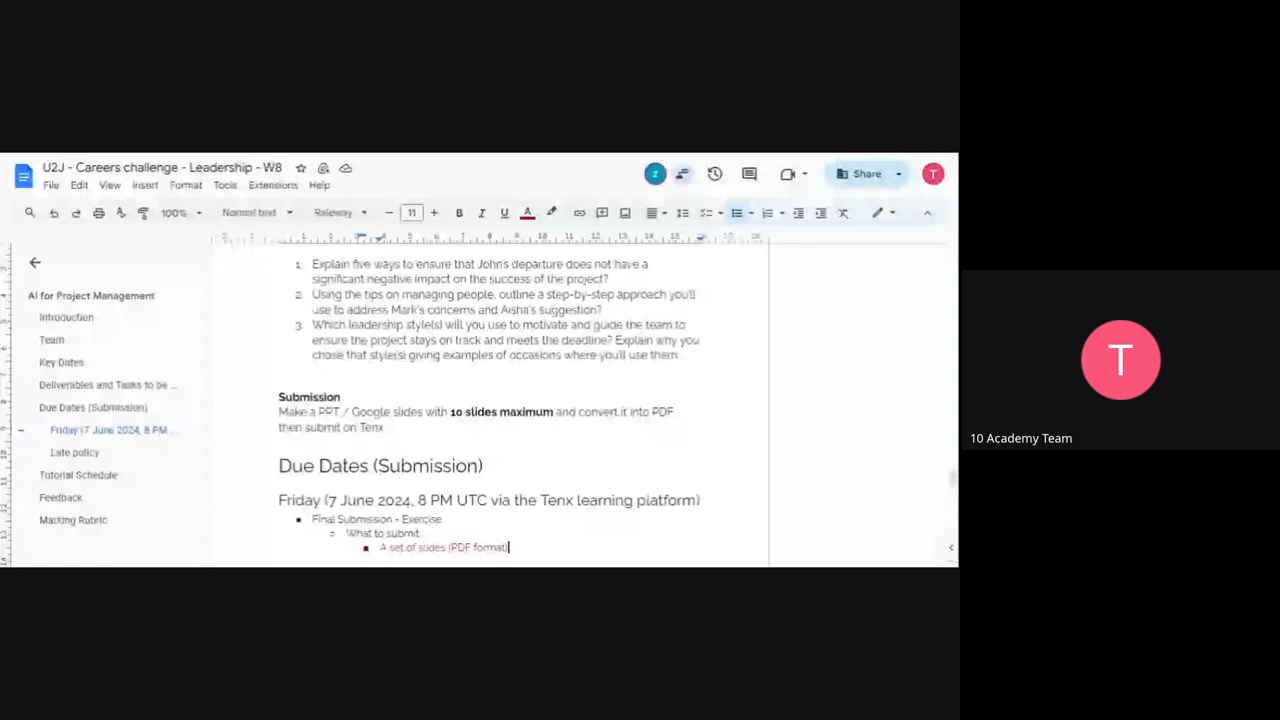 U2J - Careers challenge - Leadership - W8
File Edit View Insert Format Tools Extensions Help
Z
Share
T
100%
Normal text
Raleway
11
B I U A
AI for Project Management
Introduction
Team
Key Dates
Deliverables and Tasks to be ...
Due Dates (Submission)
Friday (7 June 2024, 8 PM ...
Late policy
Tutorial Schedule
Feedback
Marking Rubric
1. Explain five ways to ensure that John's departure does not have a
significant negative impact on the success of the project?
2. Using the tips on managing people, outline a step-by-step approach you'll
use to address Mark's concerns and Aisha's suggestion?
3. Which leadership style(s) will you use to motivate and guide the team to
ensure the project stays on track and meets the deadline? Explain why you
chose that style(s) giving examples of occasions where you'll use them.
Submission
Make a PPT / Google slides with 10 slides maximum and convert it into PDF
then submit on Tenx
Due Dates (Submission)
Friday (7 June 2024, 8 PM UTC via the Tenx learning platform)
Final Submission - Exercise
What to submit
A set of slides (PDF format)
T
10 Academy Team